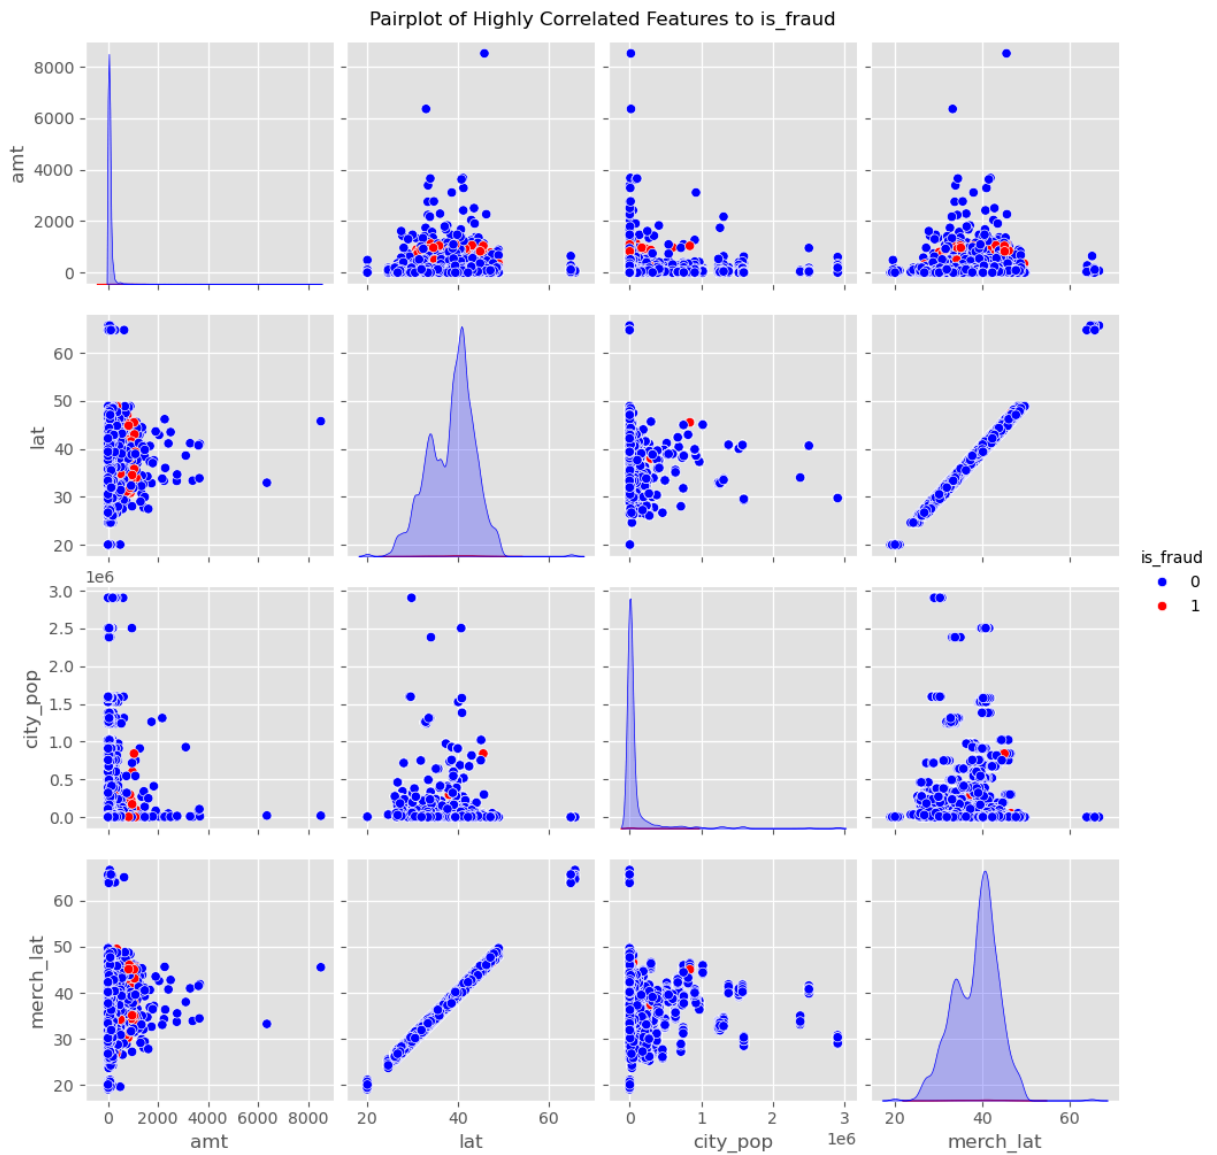 Pairplot of Highly Correlated Features to is_fraud
8000
6000
4000
2000
0
amt
60
50
40
30
20
lat
1e6
3.0
2.5
2.0
1.5
1.0
0.5
0.0
city_pop
is_fraud
0
1
60
50
40
30
20
merch_lat
0 2000 4000 6000 8000
amt
20 40 60
lat
0 1 2 3
1e6
city_pop
20 40 60
merch_lat